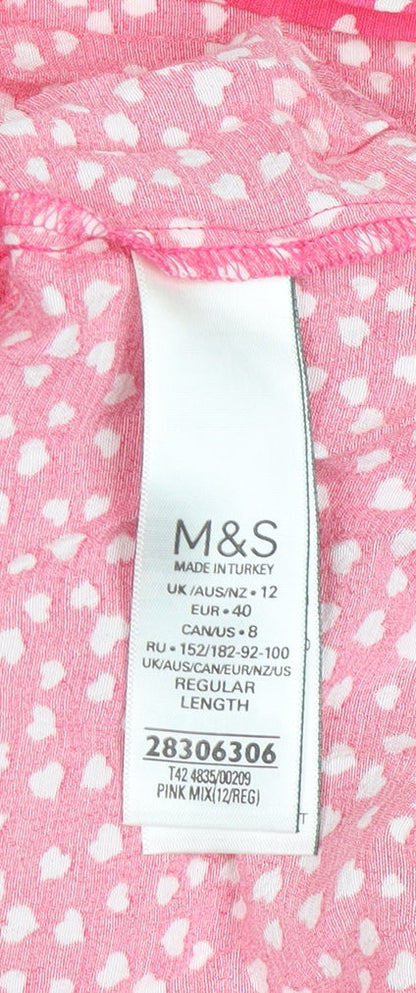 M&S
MADE IN TURKEY
UK/AUS/NZ • 12
EUR • 40
CAN/US • 8
RU • 152/182-92-100
UK/AUS/CAN/EUR/NZ/US
REGULAR
LENGTH
28306306
T42 4835/00209
PINK MIX(12/REG)